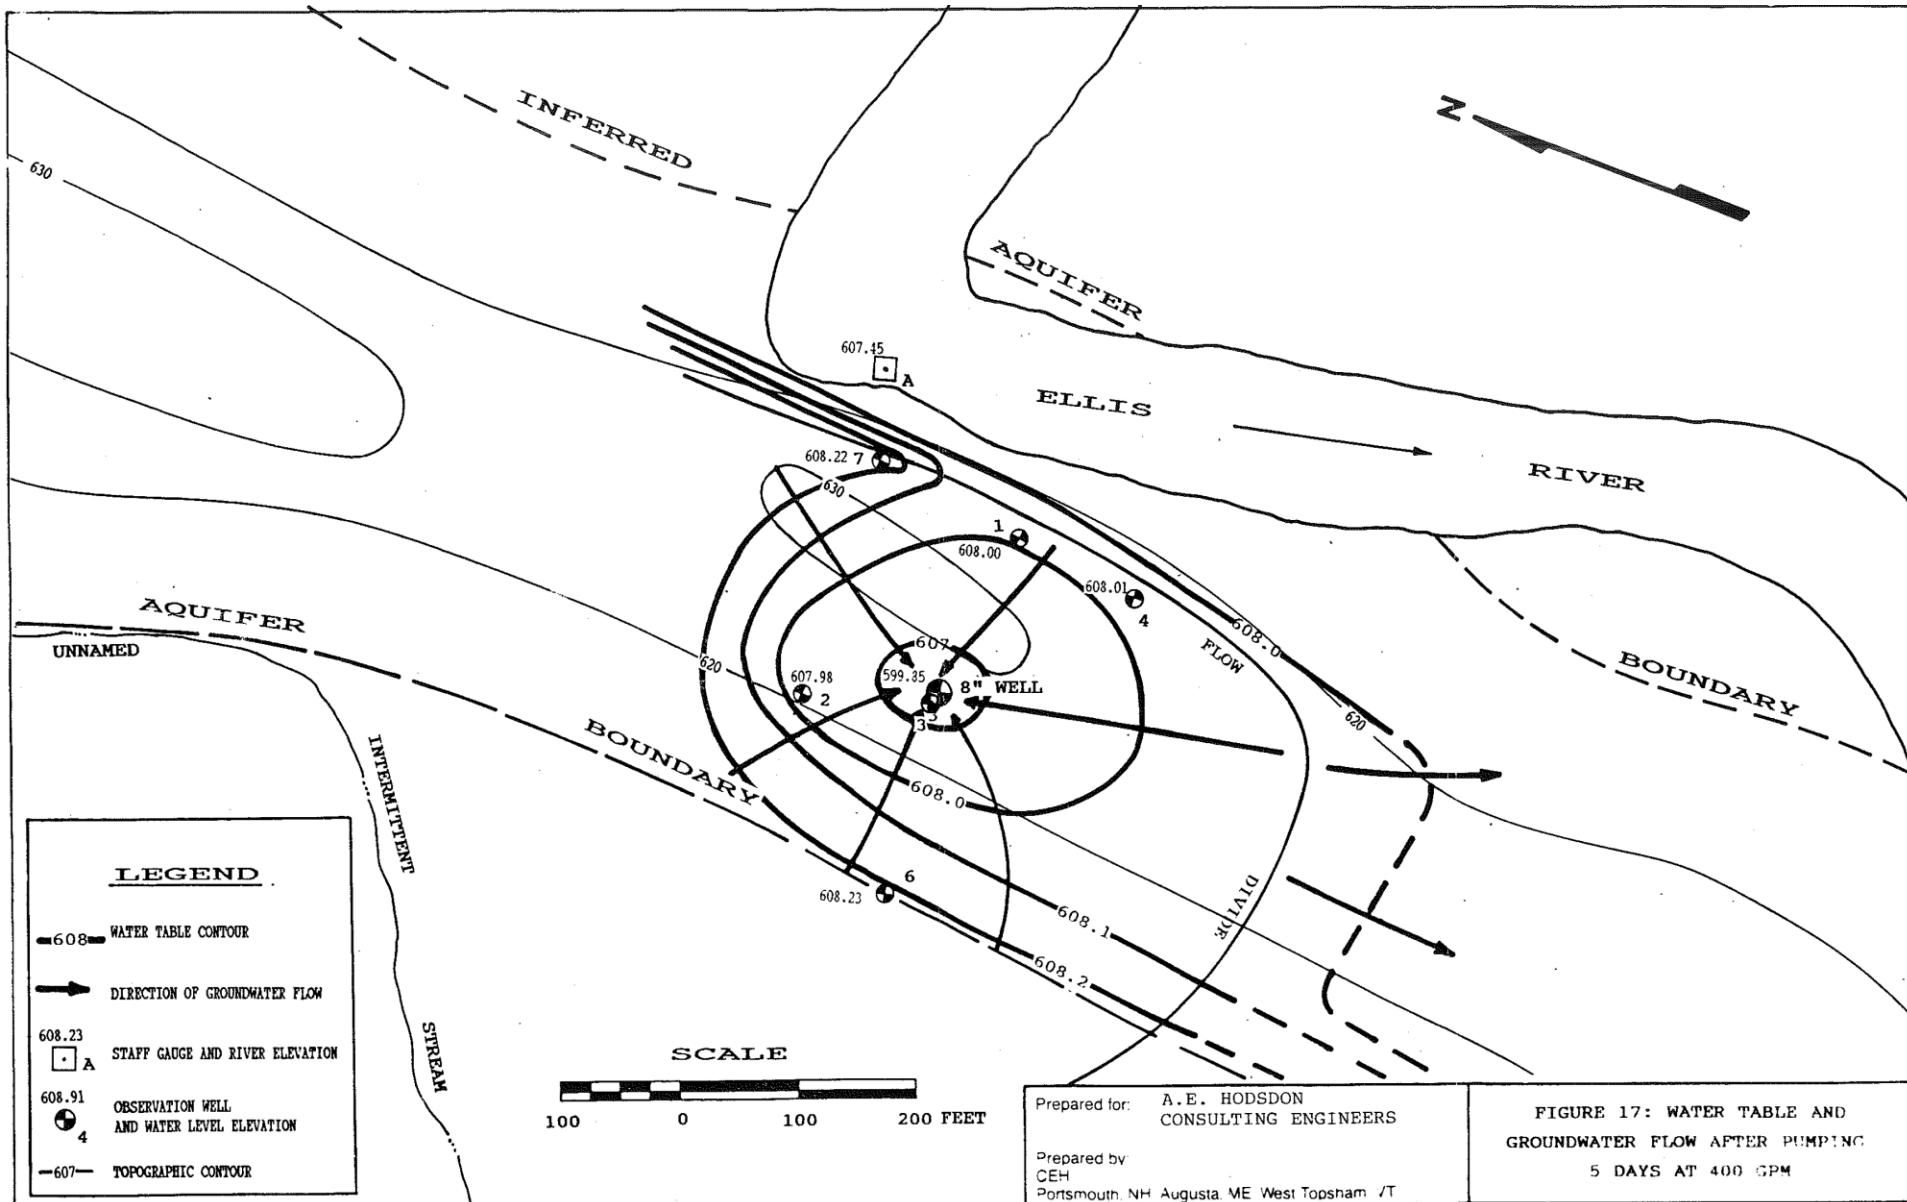 INFERRED
N
630
AQUIFER
607.45
A
ELLIS
RIVER
608.22 7
630
1
608.00
608.01
4
AQUIFER
UNNAMED
608.0
FLOW
607
620
BOUNDARY
607.98
2
599.35
8" WELL
3
620
BOUNDARY
INTERMITTENT
608.0
6
608.23
608.1
DIVIDE
608.2
STREAM
LEGEND
608 WATER TABLE CONTOUR
DIRECTION OF GROUNDWATER FLOW
608.23
A STAFF GAUGE AND RIVER ELEVATION
608.91
OBSERVATION WELL
AND WATER LEVEL ELEVATION
4
607 TOPOGRAPHIC CONTOUR
SCALE
100 0 100 200 FEET
Prepared for: A.E. HODSDON
CONSULTING ENGINEERS
Prepared by
CEH
Portsmouth, NH Augusta, ME West Topsham VT
FIGURE 17: WATER TABLE AND
GROUNDWATER FLOW AFTER PUMPING
5 DAYS AT 400 GPM